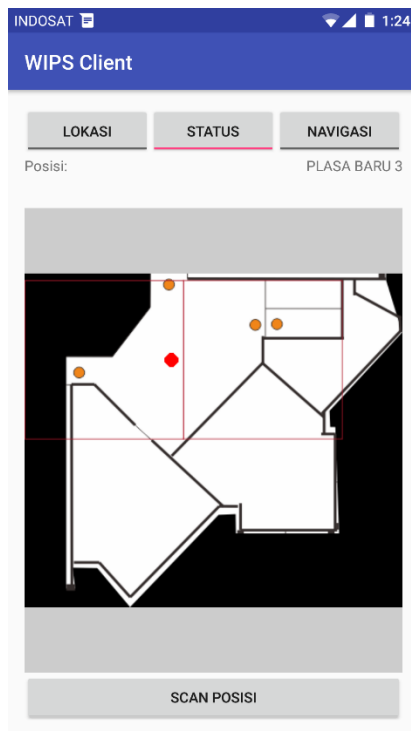 INDOSAT 1:24
WIPS Client
LOKASI STATUS NAVIGASI
Posisi: PLASA BARU 3
SCAN POSISI